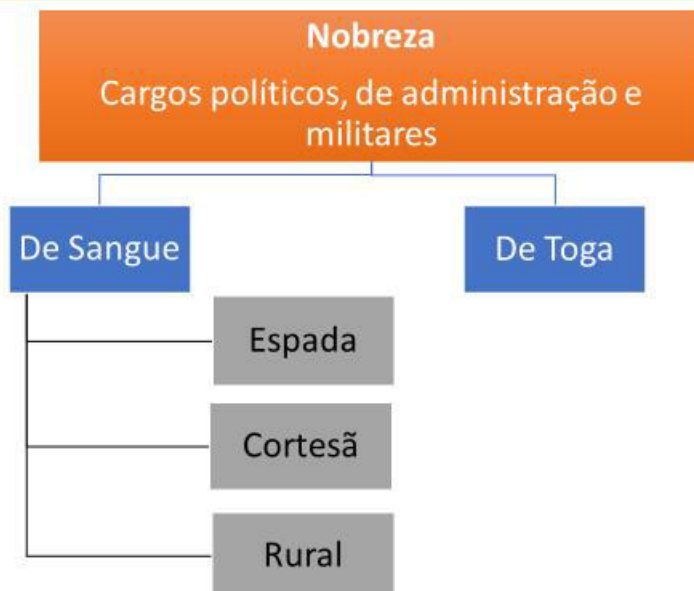 Nobreza
Cargos políticos, de administração e
militares
De Sangue
De Toga
Espada
Cortesã
Rural